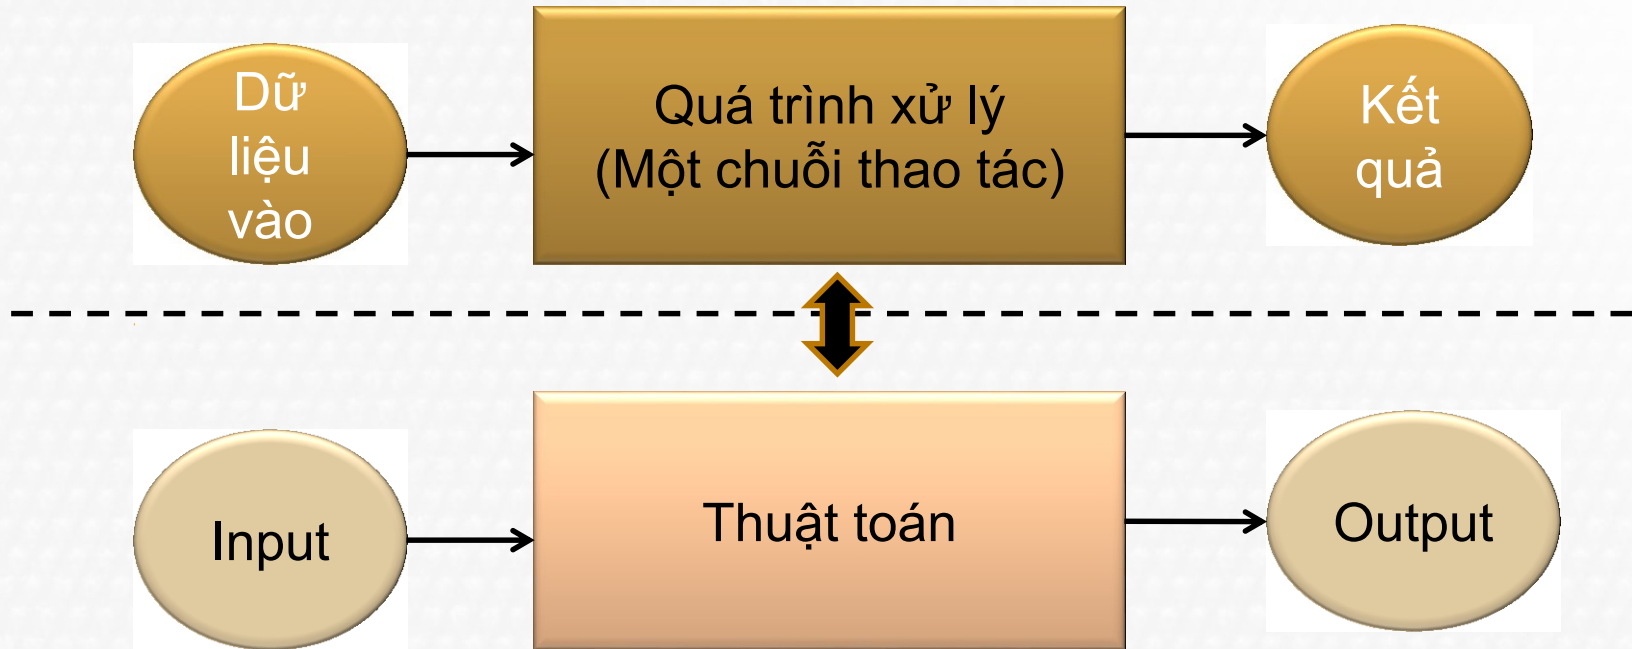 Dữ
liệu
vào
Quá trình xử lý
(Một chuỗi thao tác)
Kết
quả
Input
Thuật toán
Output